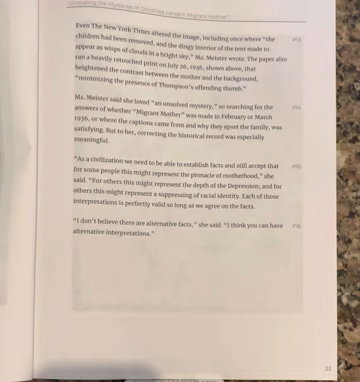 Unraveling the Mysteries of Dorothea Lange's 'Migrant Mother'
Even The New York Times altered the image, including once where "the
children had been removed, and the dingy interior of the tent made to
appear as wisps of clouds in a bright sky," Ms. Meister wrote. The paper also
ran a heavily retouched print on July 26, 1936, shown above, that
heightened the contrast between the mother and the background,
"minimizing the presence of Thompson's offending thumb."
Ms. Meister said she loved "an unsolved mystery," so searching for the
answers of whether "Migrant Mother" was made in February or March
1936, or where the captions came from and why they upset the family, was
satisfying. But to her, correcting the historical record was especially
meaningful.
"As a civilization we need to be able to establish facts and still accept that
for some people this might represent the pinnacle of motherhood," she
said. "For others this might represent the depth of the Depression; and for
others this might represent a suppressing of racial identity. Each of those
interpretations is perfectly valid so long as we agree on the facts.
"I don't believe there are alternative facts," she said. "I think you can have
alternative interpretations."